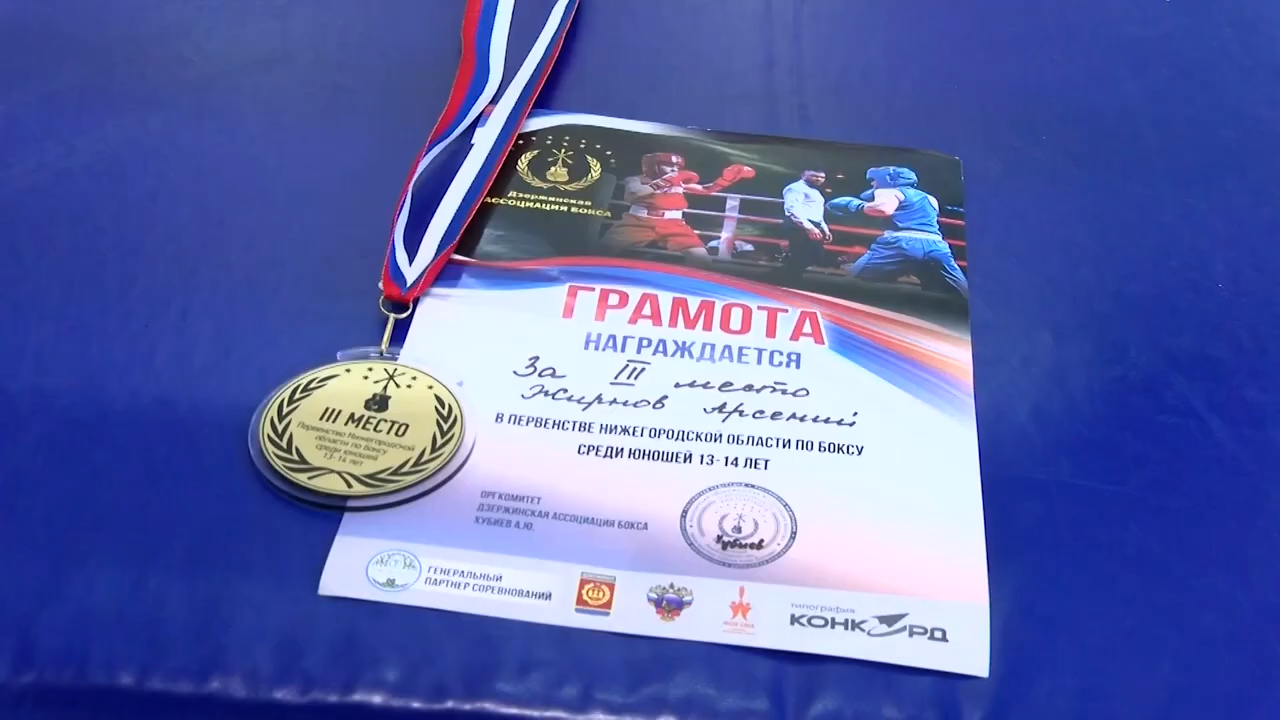 Дзержинская
АССОЦИАЦИЯ БОКСА
ГРАМОТА
НАГРАЖДАЕТСЯ
За III место
Жирнов Арсений
В ПЕРВЕНСТВЕ НИЖЕГОРОДСКОЙ ОБЛАСТИ ПО БОКСУ
СРЕДИ ЮНОШЕЙ 13-14 ЛЕТ
ОРГКОМИТЕТ
ДЗЕРЖИНСКАЯ АССОЦИАЦИЯ БОКСА
ХУБИЕВ А.Ю.
Хубиев
ГЕНЕРАЛЬНЫЙ
ПАРТНЕР СОРЕВНОВАНИЙ
типография
КОНКОРД
III МЕСТО
Первенство Нижегородской
области по боксу
среди юношей
13-14 лет